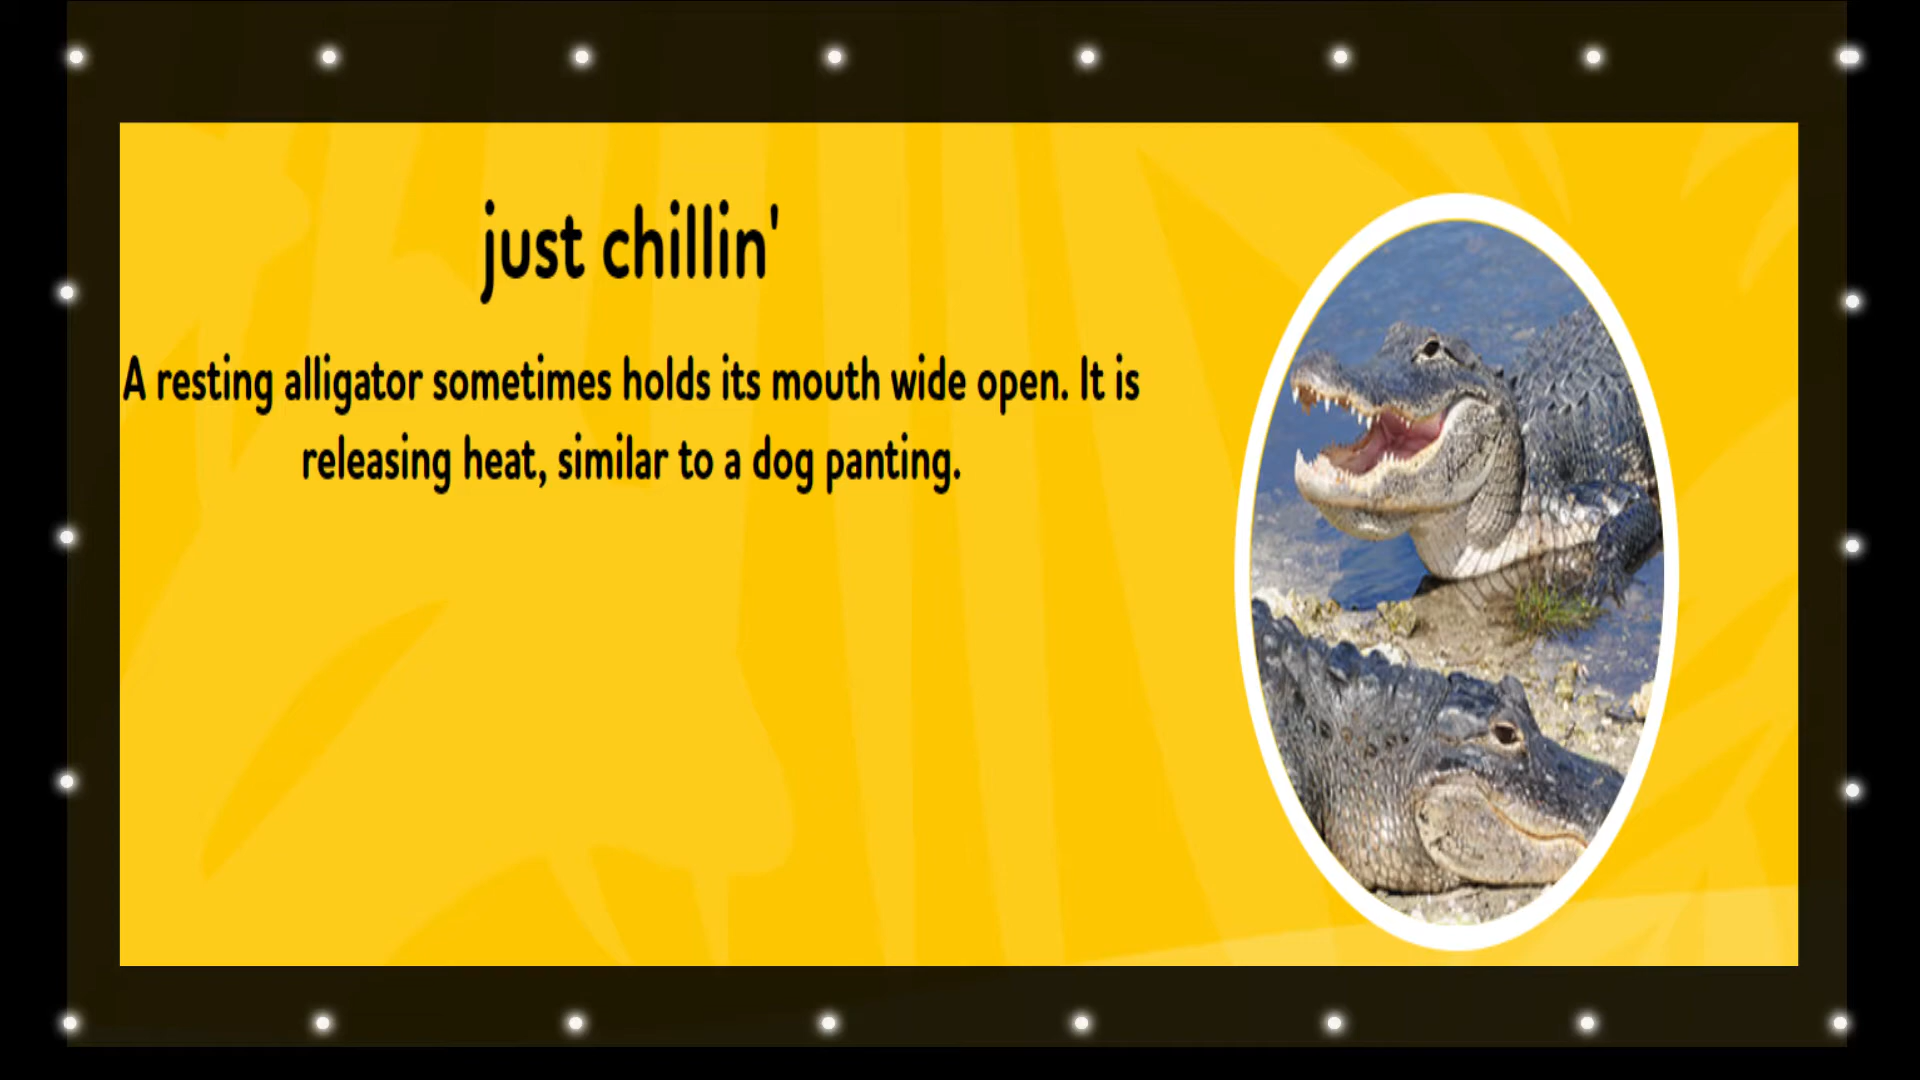 just chillin'
A resting alligator sometimes holds its mouth wide open. It is
releasing heat, similar to a dog panting.